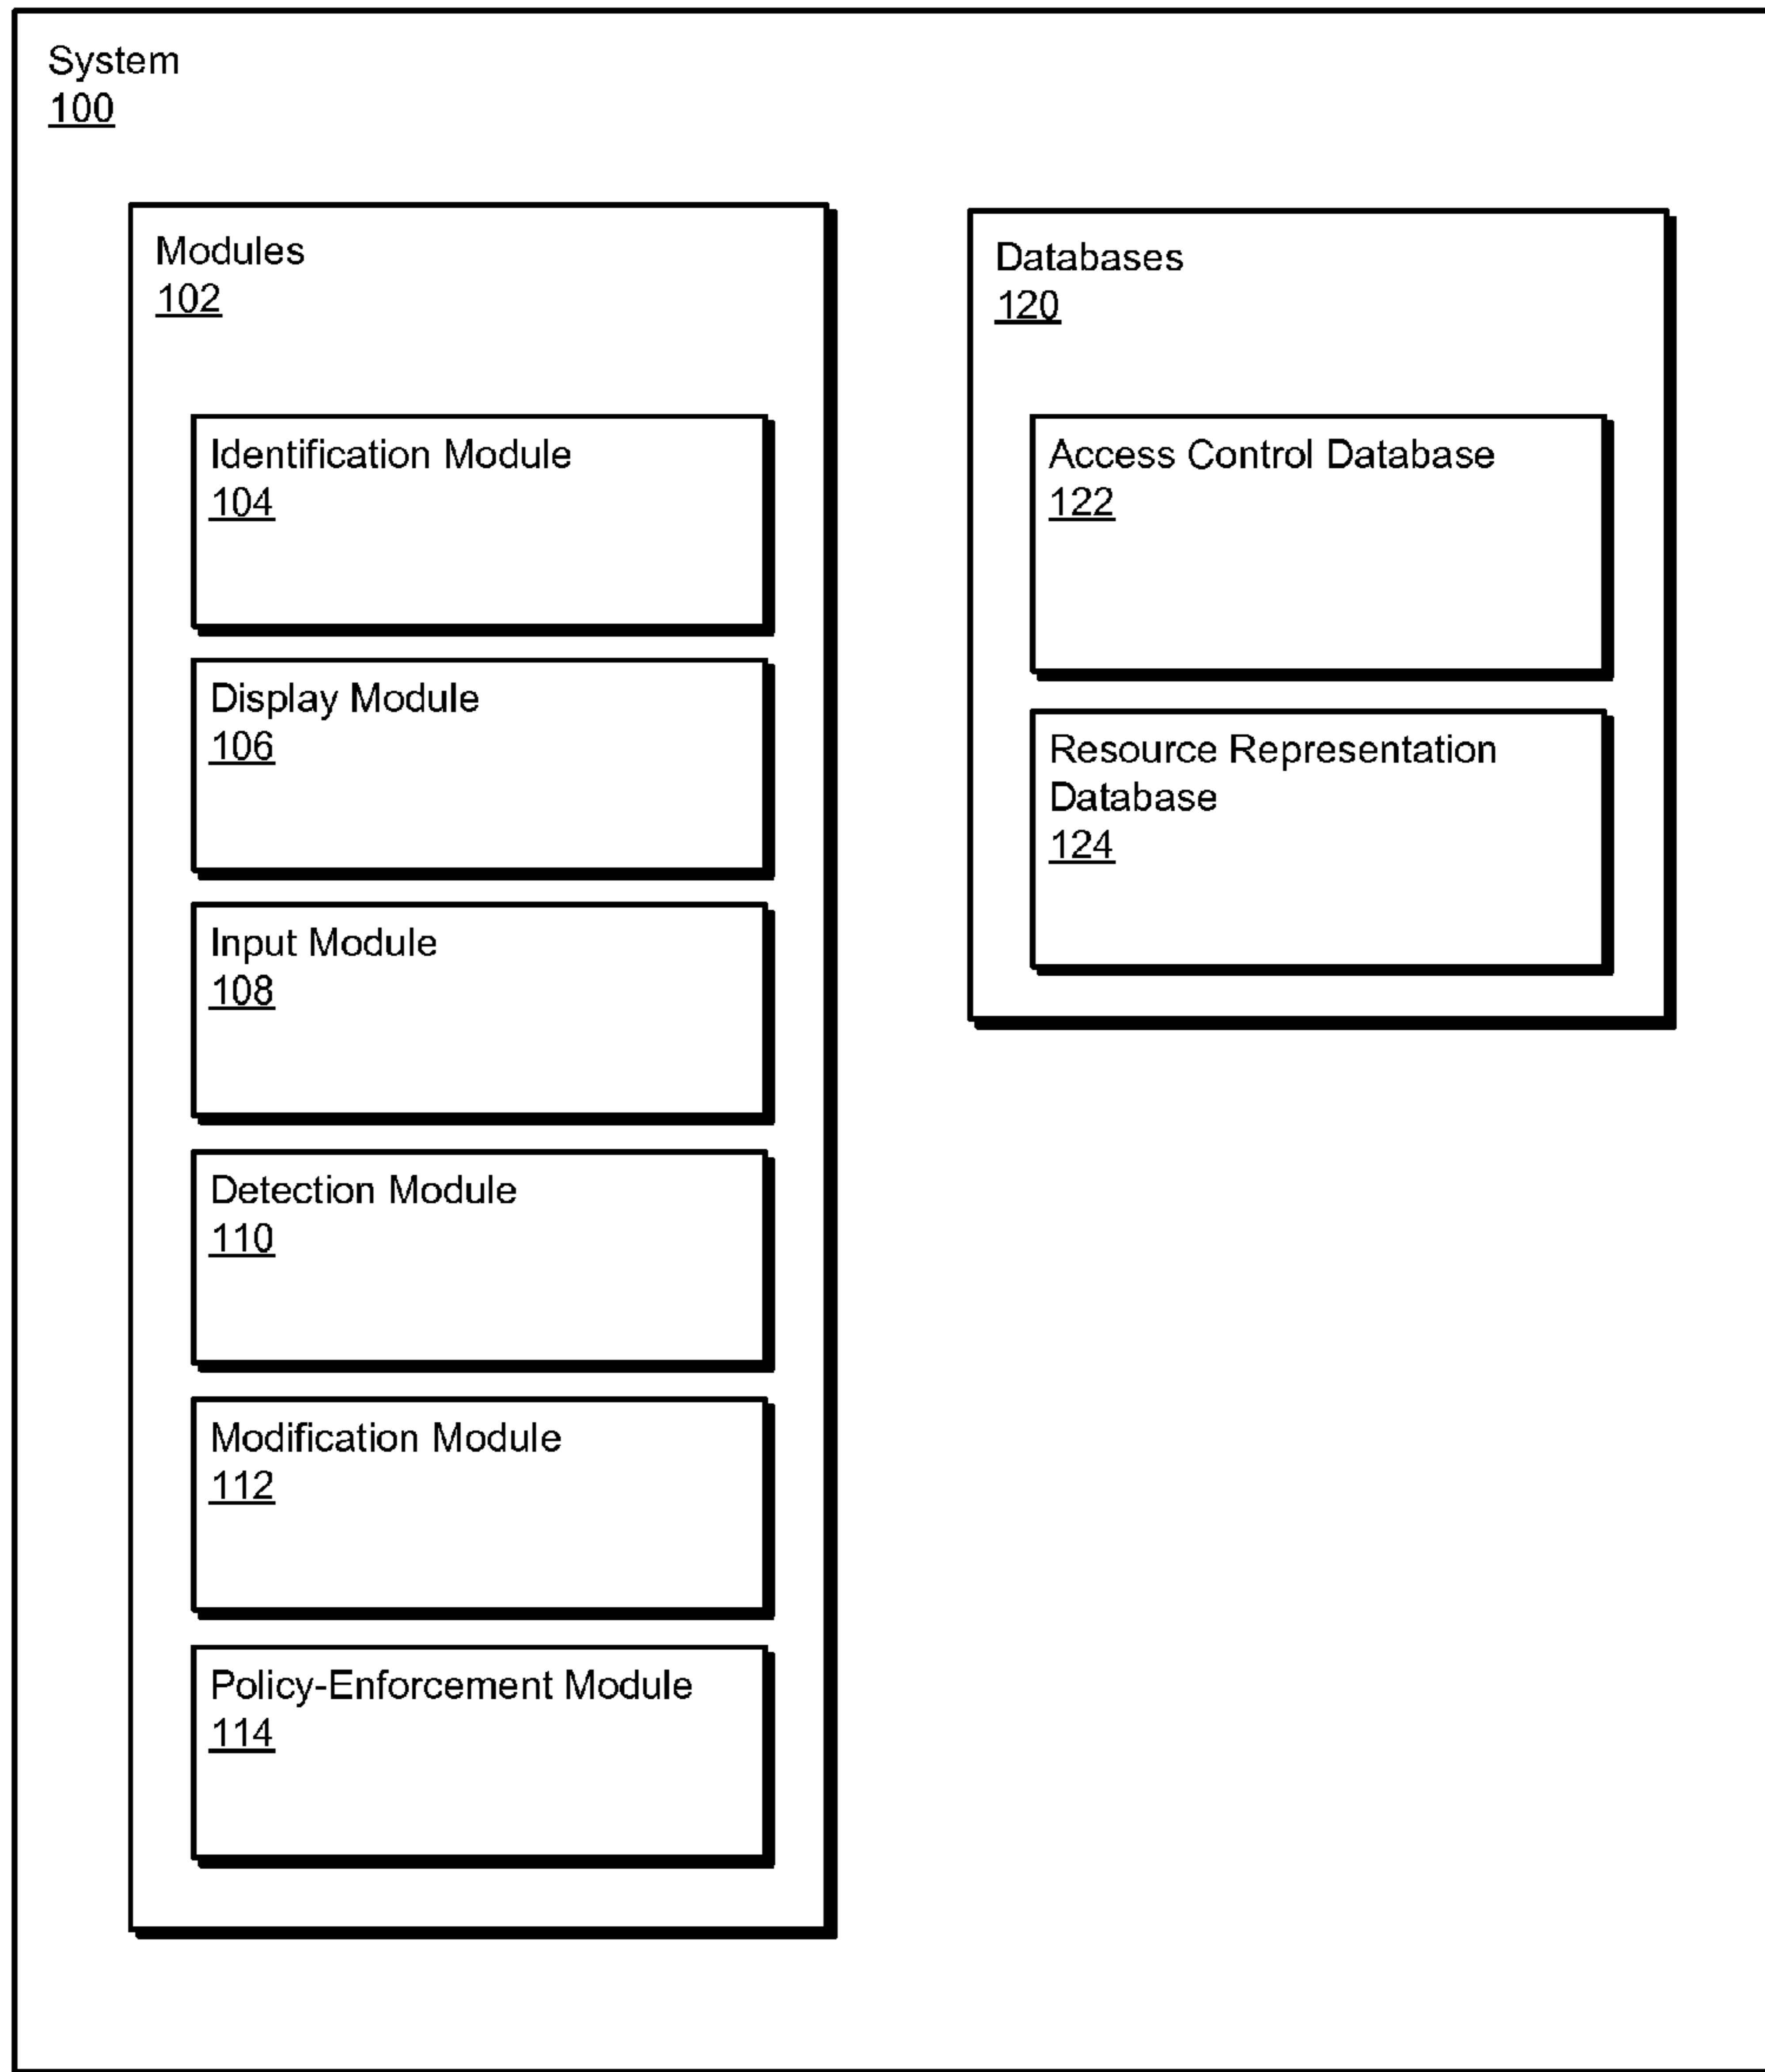 System
100
Modules
102
Identification Module
104
Display Module
106
Input Module
108
Detection Module
110
Modification Module
112
Policy-Enforcement Module
114
Databases
120
Access Control Database
122
Resource Representation
Database
124